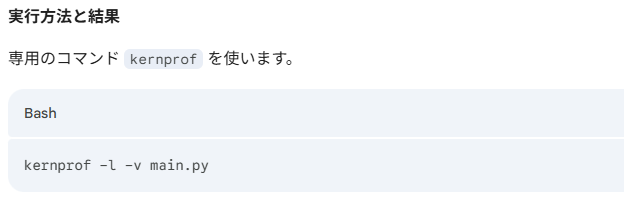 実行方法と結果
専用のコマンド kernprof を使います。
Bash
kernprof -l -v main.py